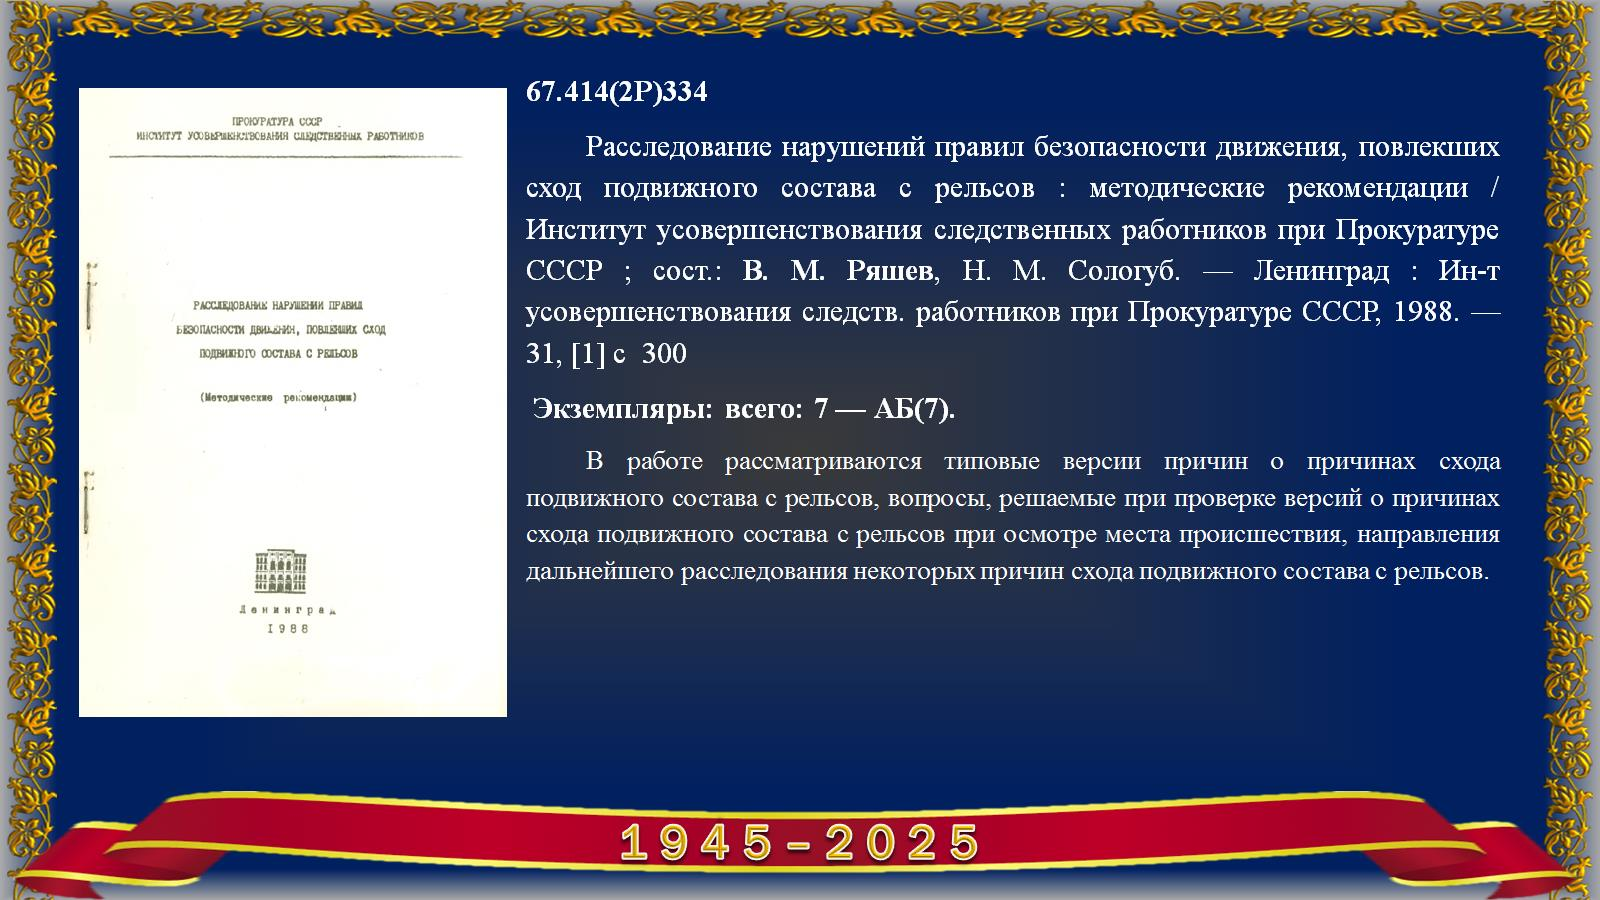 ПРОКУРАТУРА СССР
ИНСТИТУТ УСОВЕРШЕНСТВОВАНИЯ СЛЕДСТВЕННЫХ РАБОТНИКОВ
РАССЛЕДОВАНИЕ НАРУШЕНИИ ПРАВИЛ
БЕЗОПАСНОСТИ ДВИЖЕНИЯ, ПОВЛЕКШИХ СХОД
ПОДВИЖНОГО СОСТАВА С РЕЛЬСОВ
(Методические рекомендации)
Ленинград
1988
67.414(2Р)334
Расследование нарушений правил безопасности движения, повлекших
сход подвижного состава с рельсов : методические рекомендации /
Институт усовершенствования следственных работников при Прокуратуре
СССР ; сост.: В. М. Ряшев, Н. М. Сологуб. — Ленинград : Ин-т
усовершенствования следств. работников при Прокуратуре СССР, 1988. —
31, [1] с 300
Экземпляры: всего: 7 — АБ(7).
В работе рассматриваются типовые версии причин о причинах схода
подвижного состава с рельсов, вопросы, решаемые при проверке версий о причинах
схода подвижного состава с рельсов при осмотре места происшествия, направления
дальнейшего расследования некоторых причин схода подвижного состава с рельсов.
1945–2025